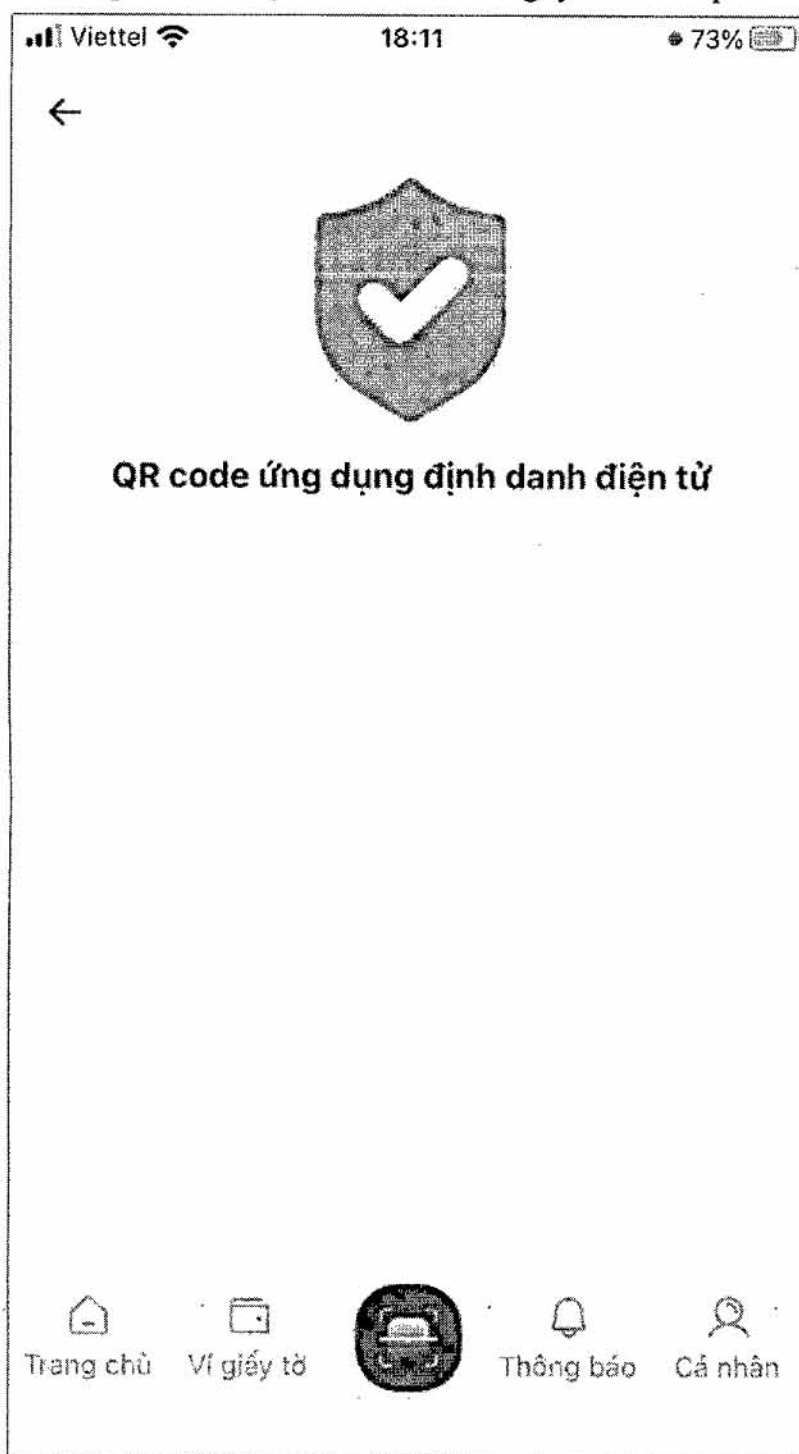 Viettel 18:11 73%
QR code ứng dụng định danh điện tử
Trang chủ Ví giấy tờ Thông báo Cá nhân